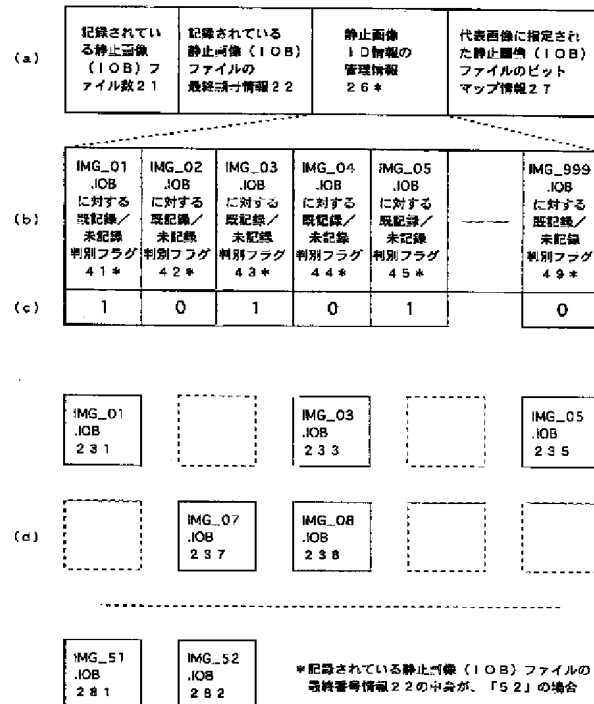 (a)
記録されてい
る静止画像
(IOB)フ
ァイル数21
記録されている
静止画像(IOB)
ファイルの
最終番号情報22
静止画像
ID情報の
管理情報
26*
代表画像に指定され
た静止画像(IOB)
ファイルのビット
マップ情報27
(b)
IMG_01
.IOB
に対する
既記録/
未記録
判別フラグ
41*
IMG_02
.IOB
に対する
既記録/
未記録
判別フラグ
42*
IMG_03
.IOB
に対する
既記録/
未記録
判別フラグ
43*
IMG_04
.IOB
に対する
既記録/
未記録
判別フラグ
44*
IMG_05
.IOB
に対する
既記録/
未記録
判別フラグ
45*
IMG_999
.IOB
に対する
既記録/
未記録
判別フラグ
49*
(c)
1
0
1
0
1
0
(d)
IMG_01
.IOB
231
IMG_03
.IOB
233
IMG_05
.IOB
235
IMG_07
.IOB
237
IMG_08
.IOB
238
IMG_51
.IOB
281
IMG_52
.IOB
282
*記録されている静止画像(IOB)ファイルの
最終番号情報22の中身が、「52」の場合